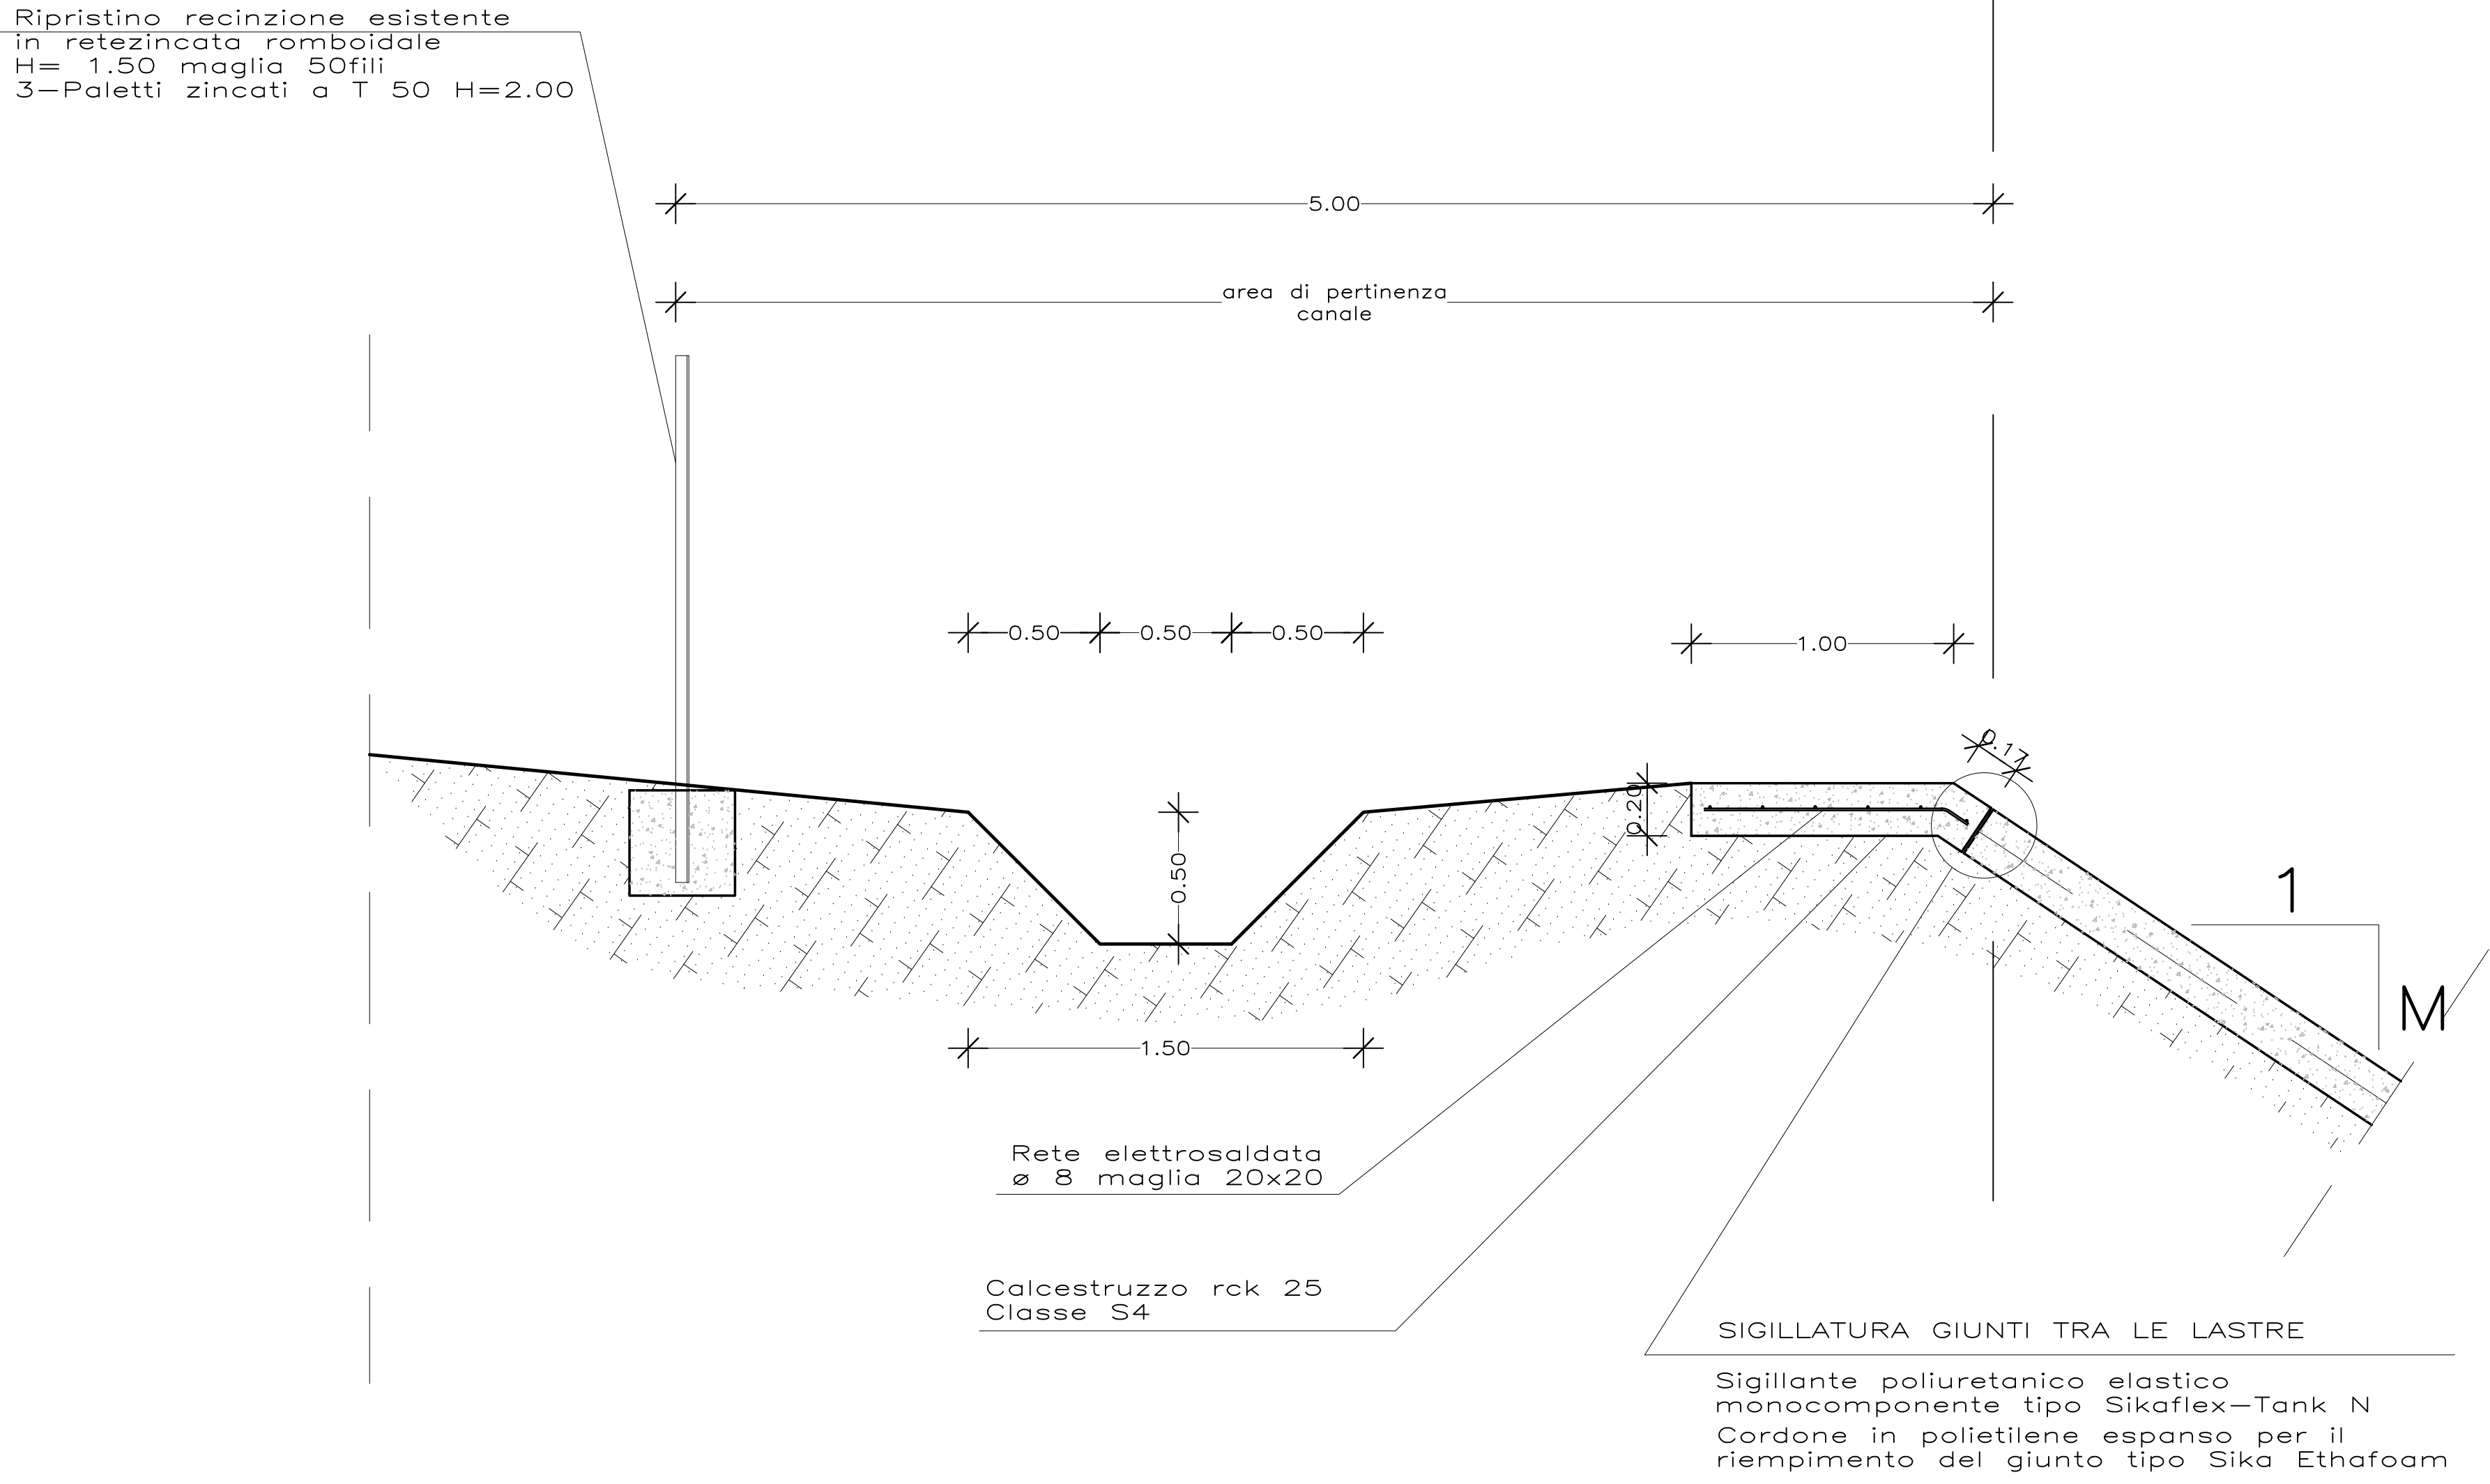 Ripristino recinzione esistente
in retezincata romboidale
H= 1.50 maglia 50fili
3-Paletti zincati a T 50 H=2.00
5.00
area di pertinenza
canale
0.50 0.50 0.50
1.00
0.17
0.20
0.50
1
M
1.50
Rete elettrosaldata
ø 8 maglia 20x20
Calcestruzzo rck 25
Classe S4
SIGILLATURA GIUNTI TRA LE LASTRE
Sigillante poliuretanico elastico
monocomponente tipo Sikaflex-Tank N
Cordone in polietilene espanso per il
riempimento del giunto tipo Sika Ethafoam